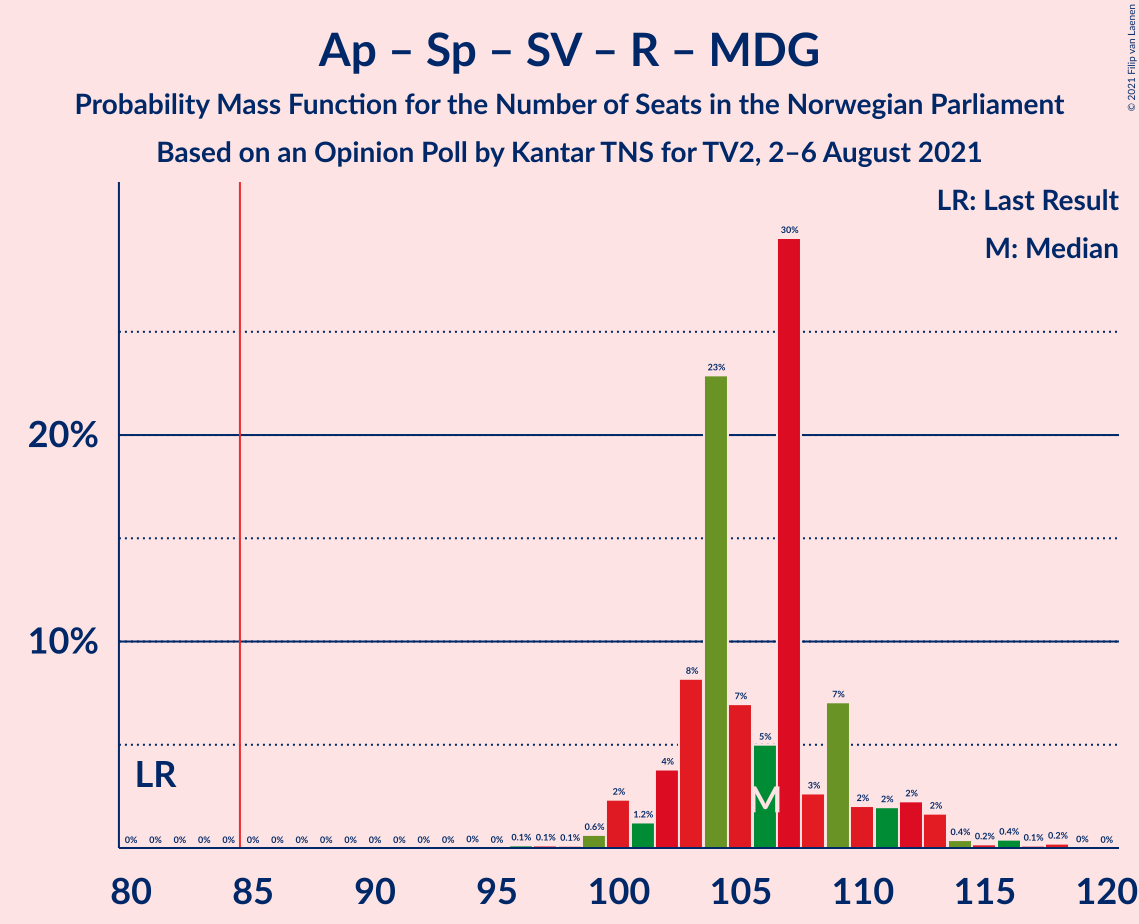 Ap – Sp – SV – R – MDG
Probability Mass Function for the Number of Seats in the Norwegian Parliament
Based on an Opinion Poll by Kantar TNS for TV2, 2–6 August 2021
© 2021 Filip van Laenen
LR: Last Result
M: Median
30%
23%
20%
10%
8%
7%
7%
5%
4%
LR
M
0% 0% 0% 0% 0% 0% 0% 0% 0% 0% 0% 0% 0% 0% 0% 0% 0.1% 0.1% 0.1% 0.6% 2% 1.2% 3% 2% 2% 2% 2% 0.4% 0.2% 0.4% 0.1% 0.2% 0% 0%
80 85 90 95 100 105 110 115 120